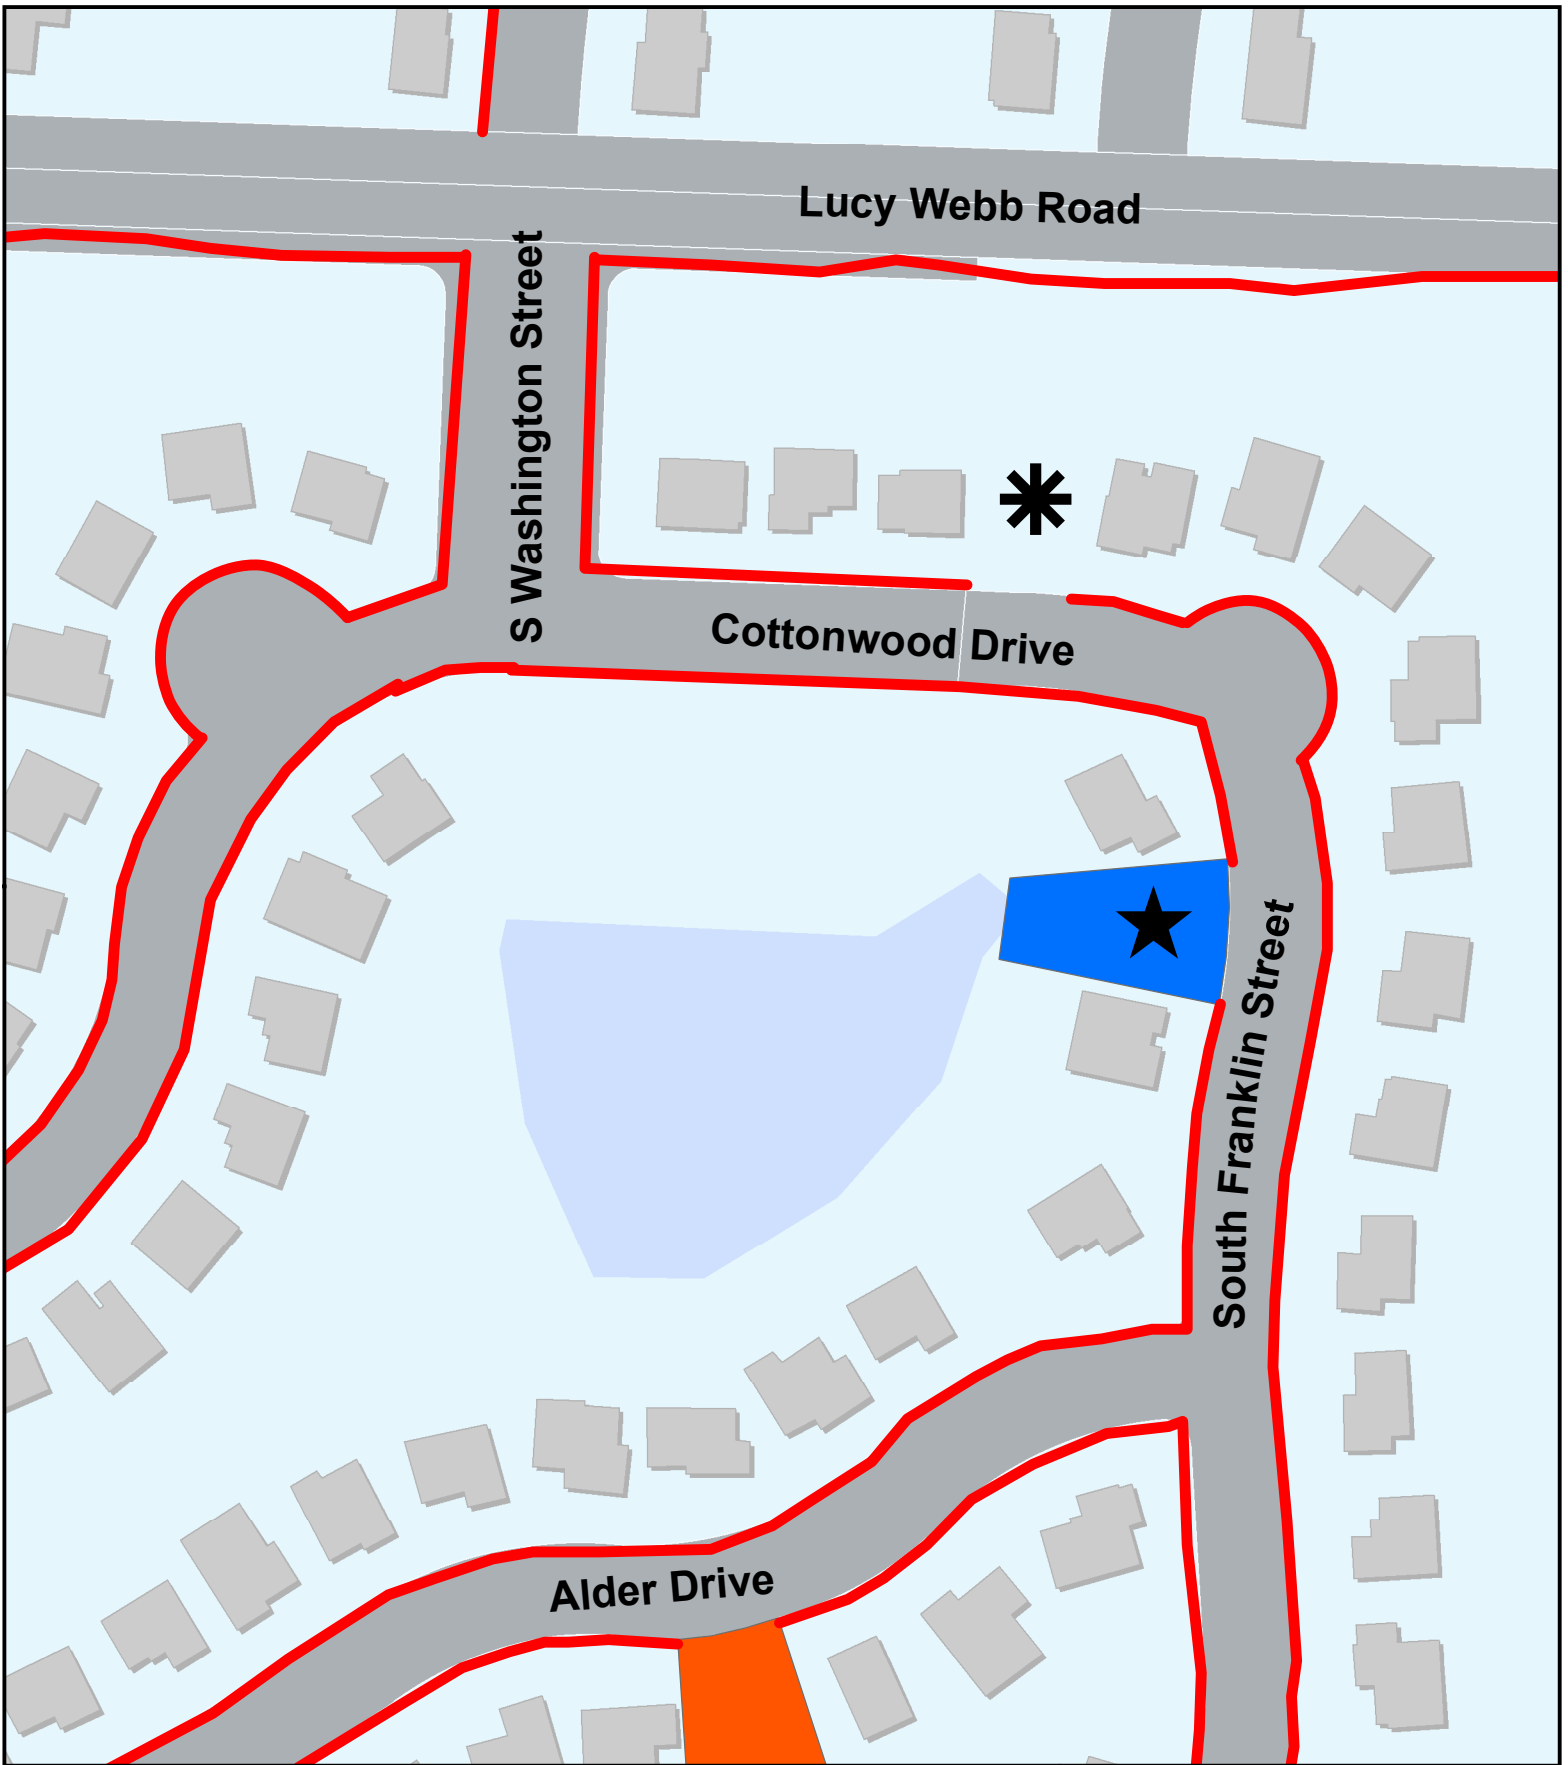 Lucy Webb Road
S Washington Street
Cottonwood Drive
South Franklin Street
Alder Drive